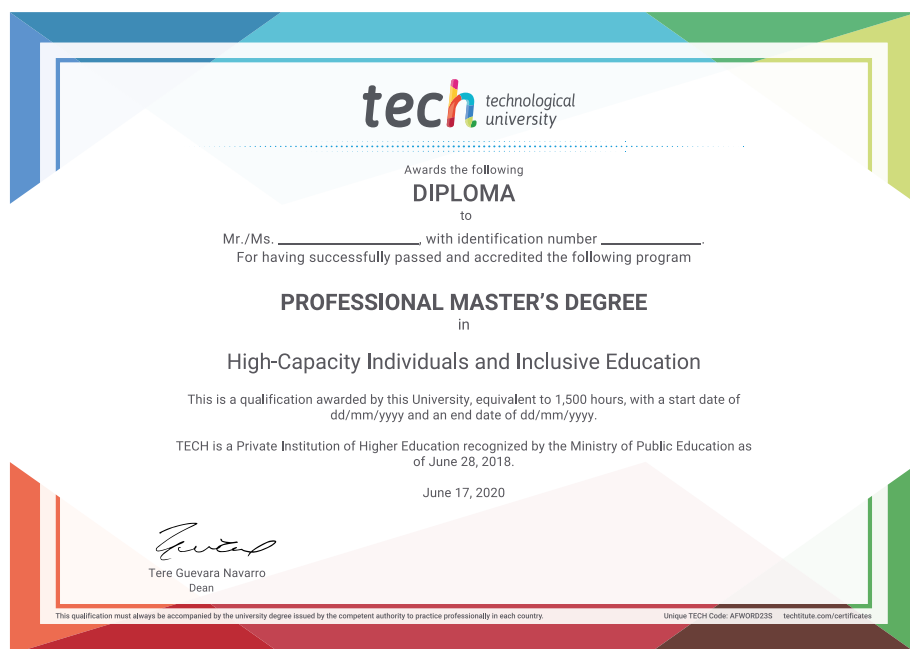 tech technological
university
Awards the following
DIPLOMA
to
Mr./Ms. ____________________, with identification number ______________.
For having successfully passed and accredited the following program
PROFESSIONAL MASTER'S DEGREE
in
High-Capacity Individuals and Inclusive Education
This is a qualification awarded by this University, equivalent to 1,500 hours, with a start date of
dd/mm/yyyy and an end date of dd/mm/yyyy.
TECH is a Private Institution of Higher Education recognized by the Ministry of Public Education as
of June 28, 2018.
June 17, 2020
Tere Guevara Navarro
Dean
This qualification must always be accompanied by the university degree issued by the competent authority to practice professionally in each country.
Unique TECH Code: AFWORD23S techtitute.com/certificates